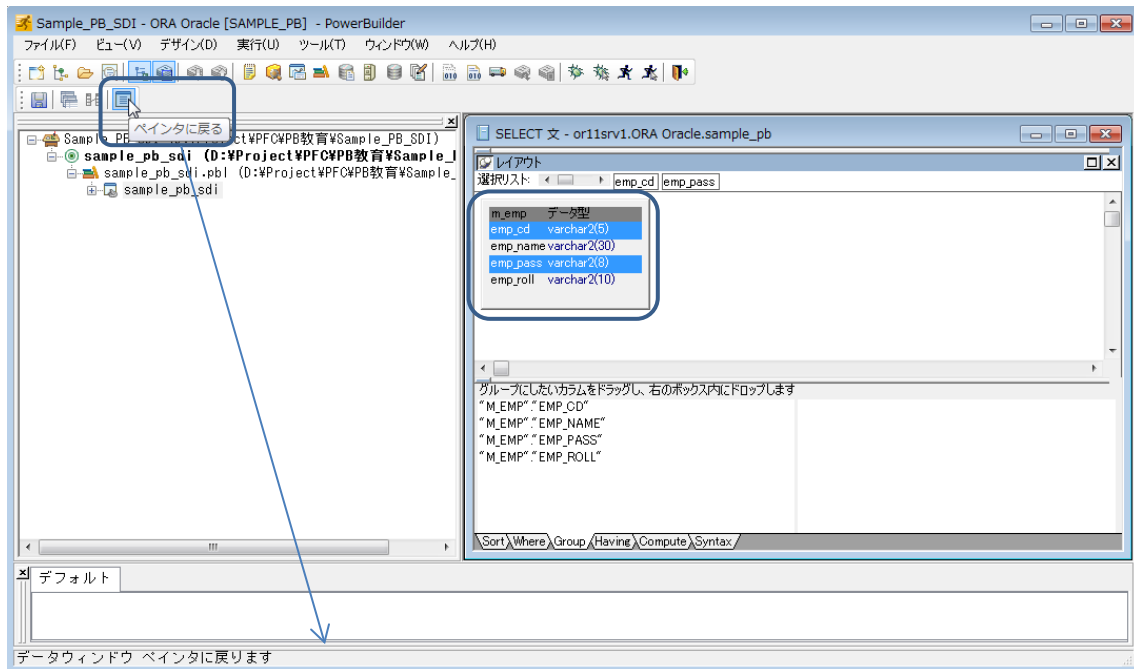 Sample_PB_SDI - ORA Oracle [SAMPLE_PB] - PowerBuilder
ファイル(F) ビュー(V) デザイン(D) 実行(U) ツール(T) ウィンドウ(W) ヘルプ(H)
ペインタに戻る
Sample_PB_SDI
ct¥PFC¥PB教育¥Sample_PB_SDI)
sample_pb_sdi (D:¥Project¥PFC¥PB教育¥Sample_
sample_pb_sdi.pbl (D:¥Project¥PFC¥PB教育¥Sample_
sample_pb_sdi
SELECT 文 - or11srv1.ORA Oracle.sample_pb
レイアウト
選択リスト: emp_cd emp_pass
m_emp データ型
emp_cd varchar2(5)
emp_name varchar2(30)
emp_pass varchar2(8)
emp_roll varchar2(10)
グループにしたいカラムをドラッグし、右のボックス内にドロップします
"M_EMP"."EMP_CD"
"M_EMP"."EMP_NAME"
"M_EMP"."EMP_PASS"
"M_EMP"."EMP_ROLL"
Sort Where Group Having Compute Syntax
デフォルト
データウィンドウ ペインタに戻ります